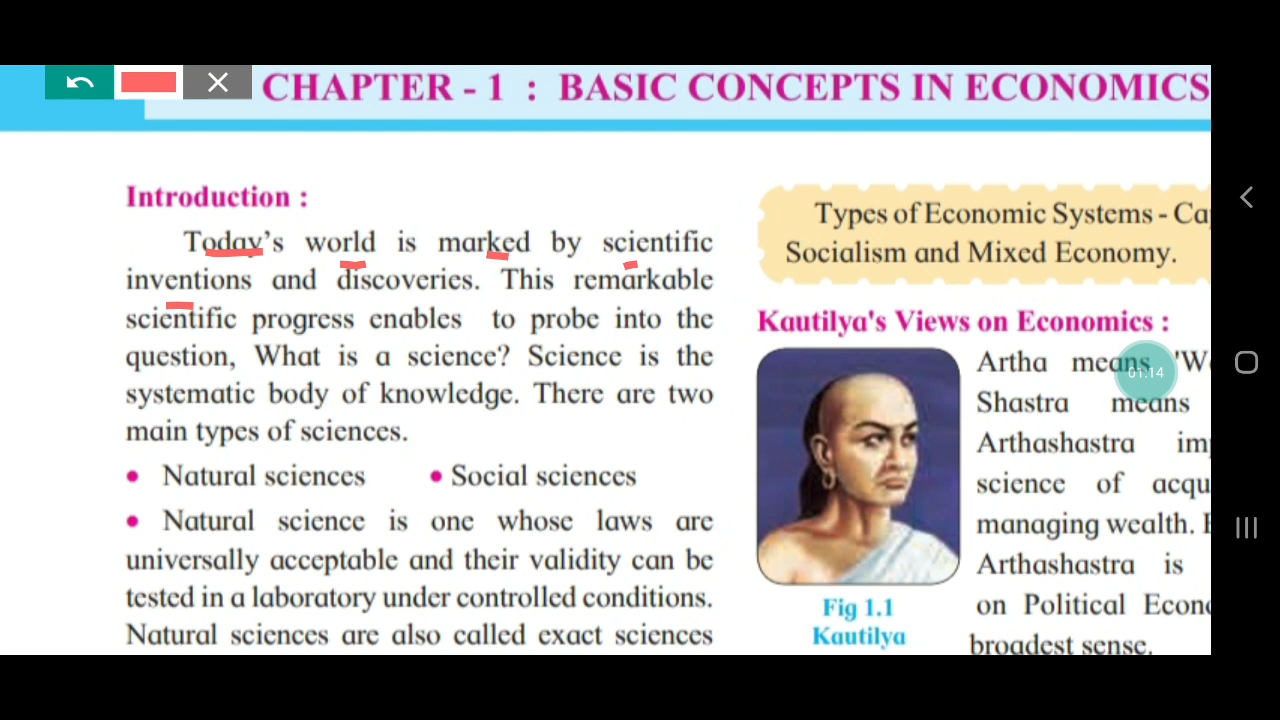 CHAPTER - 1 : BASIC CONCEPTS IN ECONOMICS
Introduction :
Today's world is marked by scientific
inventions and discoveries. This remarkable
scientific progress enables to probe into the
question, What is a science? Science is the
systematic body of knowledge. There are two
main types of sciences.
• Natural sciences • Social sciences
• Natural science is one whose laws are
universally acceptable and their validity can be
tested in a laboratory under controlled conditions.
Natural sciences are also called exact sciences
Types of Economic Systems -
Socialism and Mixed Economy.
Kautilya's Views on Economics :
Artha means
Shastra means
Arthashastra
science of
managing wealth.
Arthashastra is
on Political
broadest sense.
Fig 1.1
Kautilya
01:14